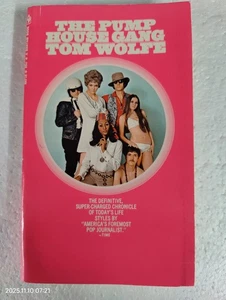 THE PUMP
HOUSE GANG
TOM WOLFE
THE DEFINITIVE,
SUPER-CHARGED CHRONICLE
OF TODAY'S LIFE
STYLES BY
"AMERICA'S FOREMOST
POP JOURNALIST."
—TIME
2025.11.10 07:21